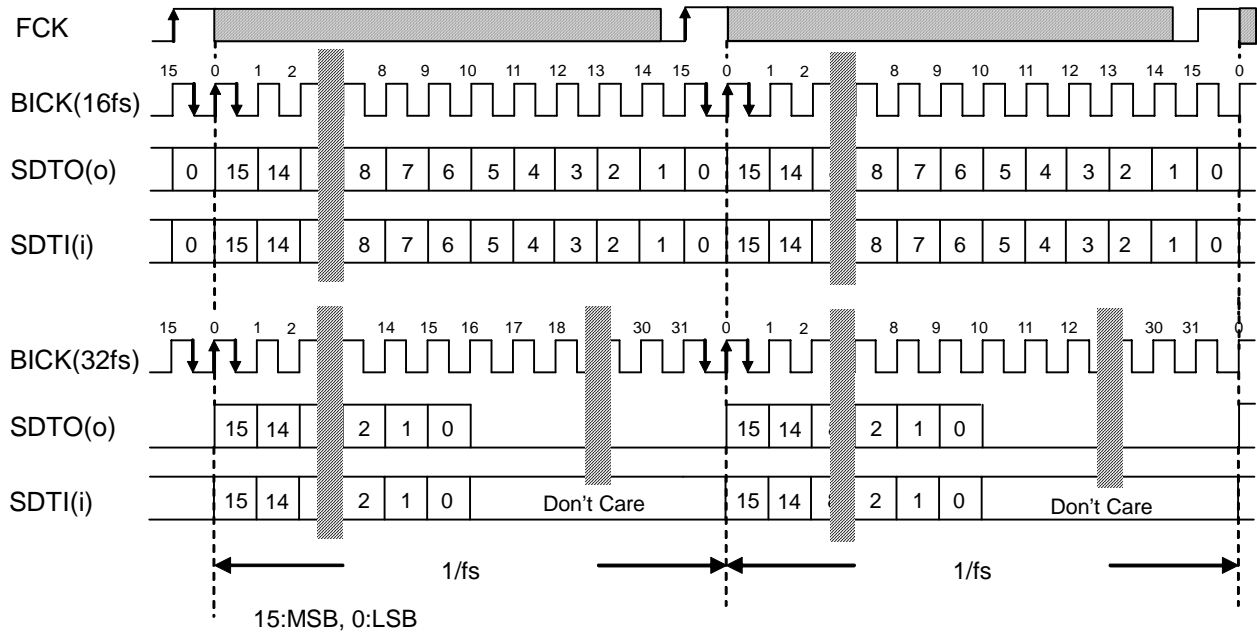 FCK
15 0 1 2 8 9 10 11 12 13 14 15 0 1 2 8 9 10 11 12 13 14 15 0
BICK(16fs)
SDTO(o) 0 15 14 8 7 6 5 4 3 2 1 0 15 14 8 7 6 5 4 3 2 1 0
SDTI(i) 0 15 14 8 7 6 5 4 3 2 1 0 15 14 8 7 6 5 4 3 2 1 0
15 0 1 2 14 15 16 17 18 30 31 0 1 2 8 9 10 11 12 30 31 0
BICK(32fs)
SDTO(o) 15 14 2 1 0 15 14 2 1 0
SDTI(i) 15 14 2 1 0 Don't Care 15 14 2 1 0 Don't Care
1/fs 1/fs
15:MSB, 0:LSB